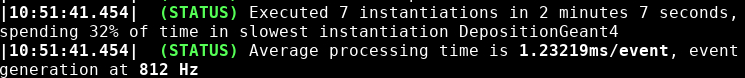 |10:51:41.454|  (STATUS) Executed 7 instantiations in 2 minutes 7 seconds,
spending 32% of time in slowest instantiation DepositionGeant4
|10:51:41.454|  (STATUS) Average processing time is 1.23219ms/event, event
generation at 812 Hz